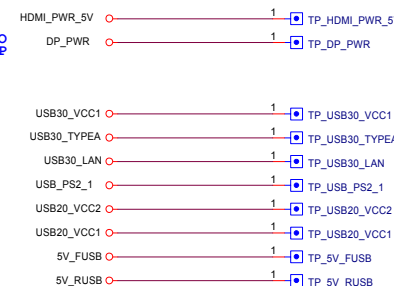 HDMI_PWR_5V 1 TP_HDMI_PWR_5
DP_PWR 1 TP_DP_PWR
O
P
USB30_VCC1 1 TP_USB30_VCC1
USB30_TYPEA 1 TP_USB30_TYPEA
USB30_LAN 1 TP_USB30_LAN
USB_PS2_1 1 TP_USB_PS2_1
USB20_VCC2 1 TP_USB20_VCC2
USB20_VCC1 1 TP_USB20_VCC1
5V_FUSB 1 TP_5V_FUSB
5V_RUSB 1 TP_5V_RUSB